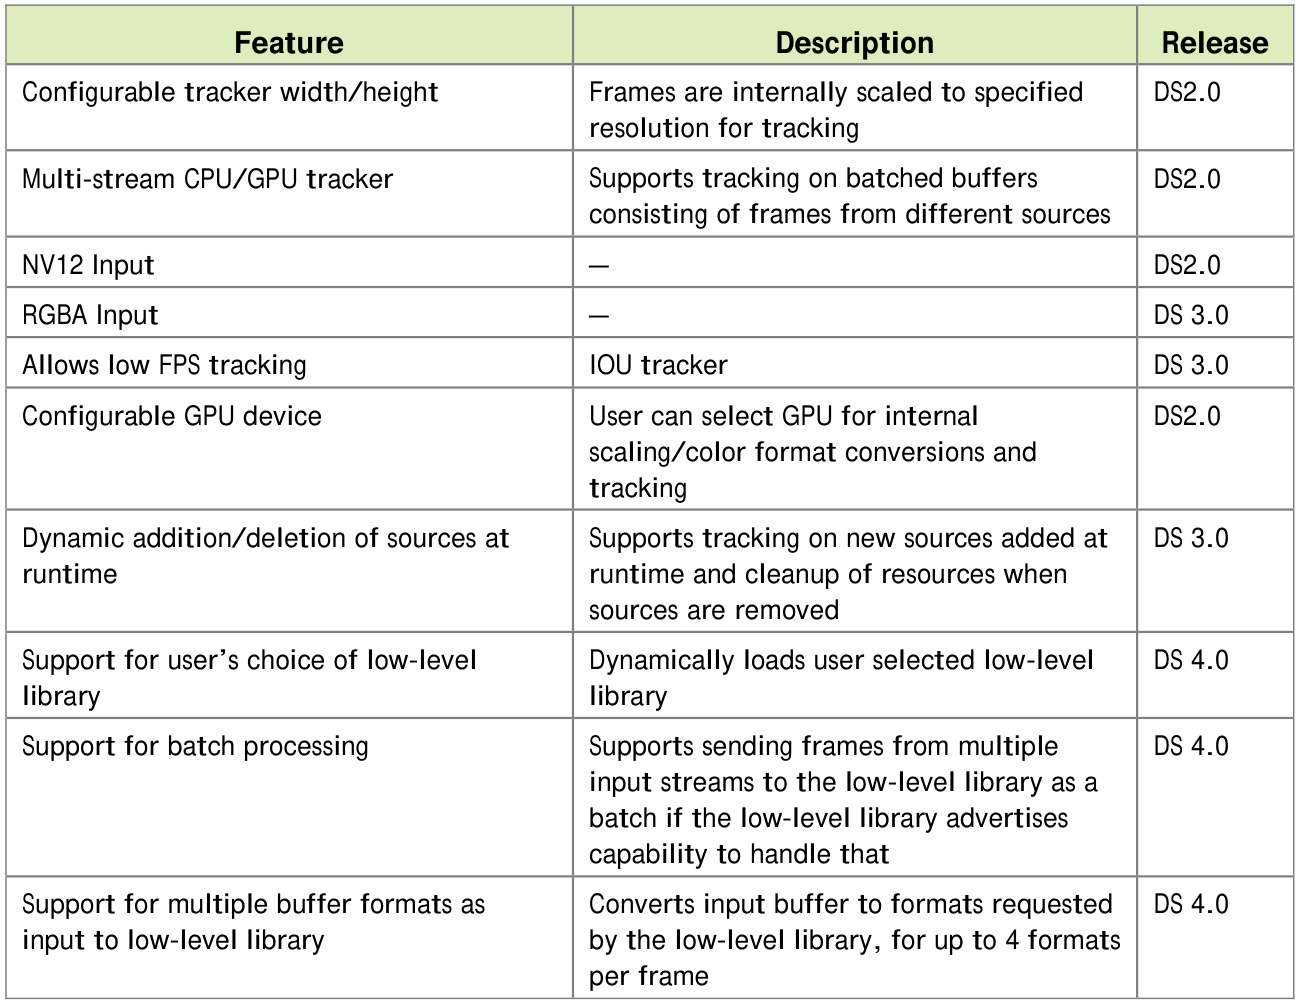 Feature Description Release
Configurable tracker width/height
Frames are internally scaled to specified
resolution for tracking
DS2.0
Multi-stream CPU/GPU tracker
Supports tracking on batched buffers
consisting of frames from different sources
DS2.0
NV12 Input — DS2.0
RGBA Input — DS 3.0
Allows low FPS tracking IOU tracker DS 3.0
Configurable GPU device
User can select GPU for internal
scaling/color format conversions and
tracking
DS2.0
Dynamic addition/deletion of sources at
runtime
Supports tracking on new sources added at
runtime and cleanup of resources when
sources are removed
DS 3.0
Support for user's choice of low-level
library
Dynamically loads user selected low-level
library
DS 4.0
Support for batch processing
Supports sending frames from multiple
input streams to the low-level library as a
batch if the low-level library advertises
capability to handle that
DS 4.0
Support for multiple buffer formats as
input to low-level library
Converts input buffer to formats requested
by the low-level library, for up to 4 formats
per frame
DS 4.0